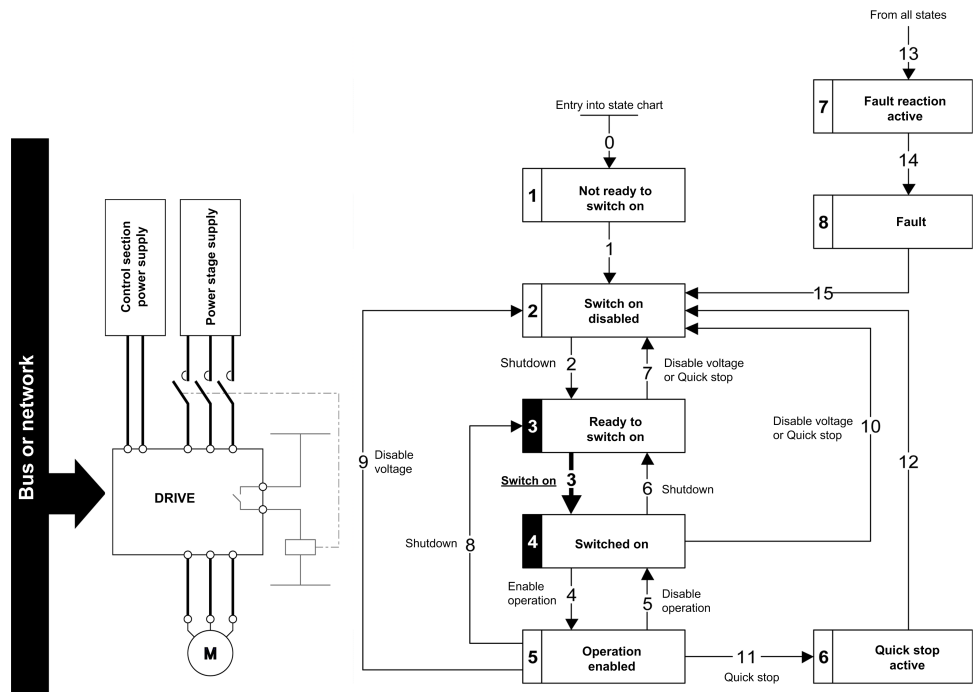 From all states
13
7
Fault reaction
active
14
8
Fault
15
Entry into state chart
0
1
Not ready to
switch on
1
2
Switch on
disabled
Shutdown
2
7
Disable voltage
or Quick stop
3
Ready to
switch on
Switch on
3
6
Shutdown
4
Switched on
Enable
operation
4
5
Disable
operation
5
Operation
enabled
11
Quick stop
6
Quick stop
active
9
Disable
voltage
Shutdown
8
Disable voltage
or Quick stop
10
12
Bus or network
Control section
power supply
Power stage supply
DRIVE
M